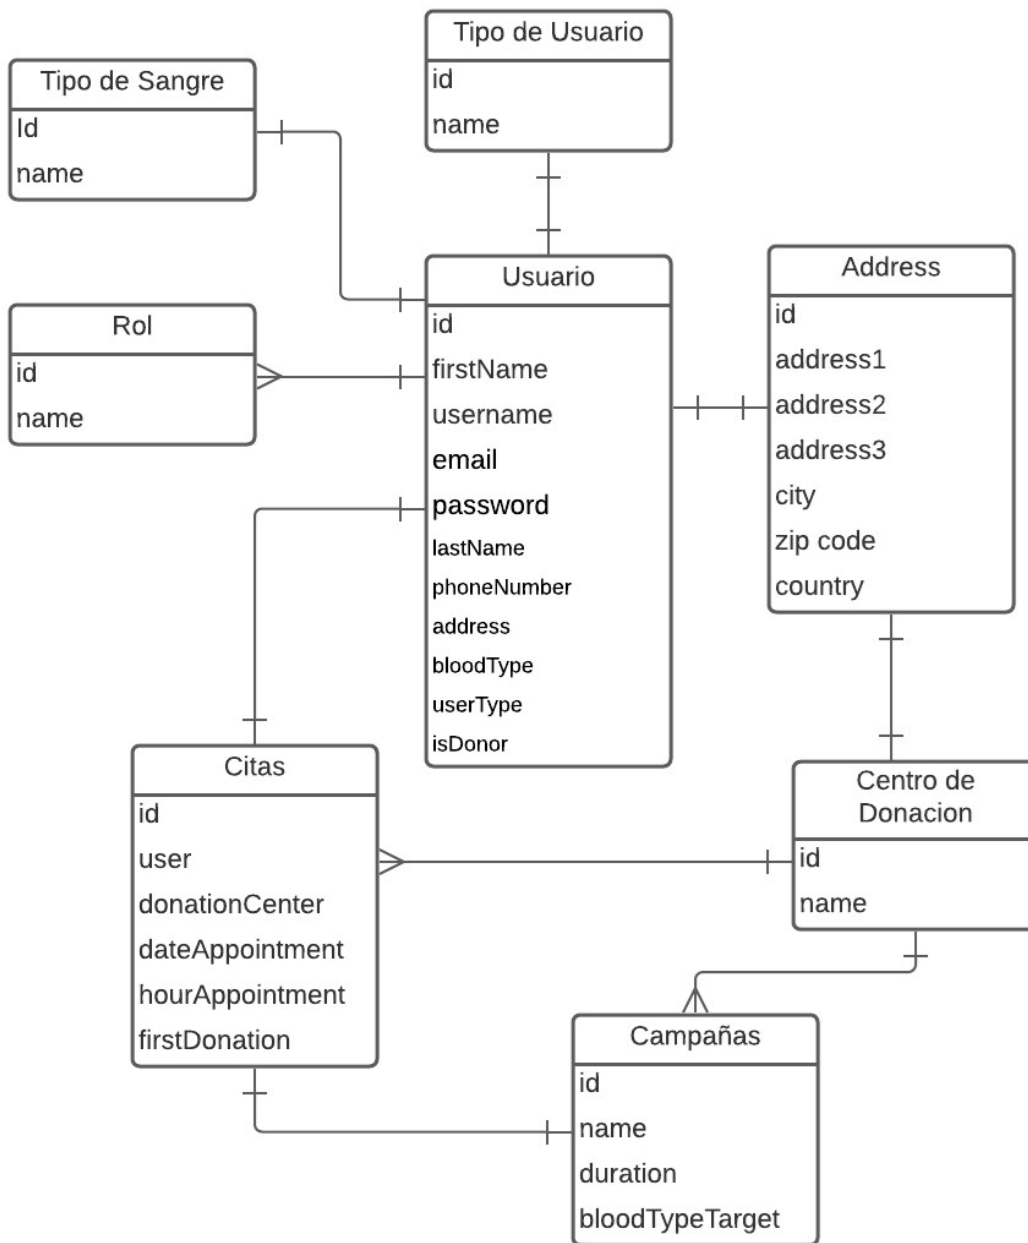 Tipo de Usuario
id
name
Tipo de Sangre
Id
name
Usuario
id
firstName
username
email
password
lastName
phoneNumber
address
bloodType
userType
isDonor
Address
id
address1
address2
address3
city
zip code
country
Rol
id
name
Citas
id
user
donationCenter
dateAppointment
hourAppointment
firstDonation
Centro de
Donacion
id
name
Campañas
id
name
duration
bloodTypeTarget